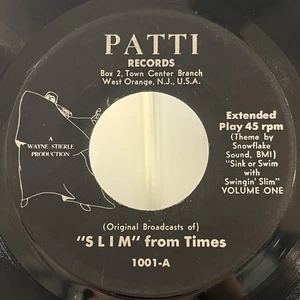 PATTI
RECORDS
Box 2, Town Center Branch
West Orange, N.J., U.S.A.
A
WAYNE STIERLE
PRODUCTION
Extended
Play 45 rpm
(Theme by
Snowflake
Sound, BMI)
"Sink or Swim
with
Swingin' Slim"
VOLUME ONE
(Original Broadcasts of)
"SLIM" from Times
1001-A